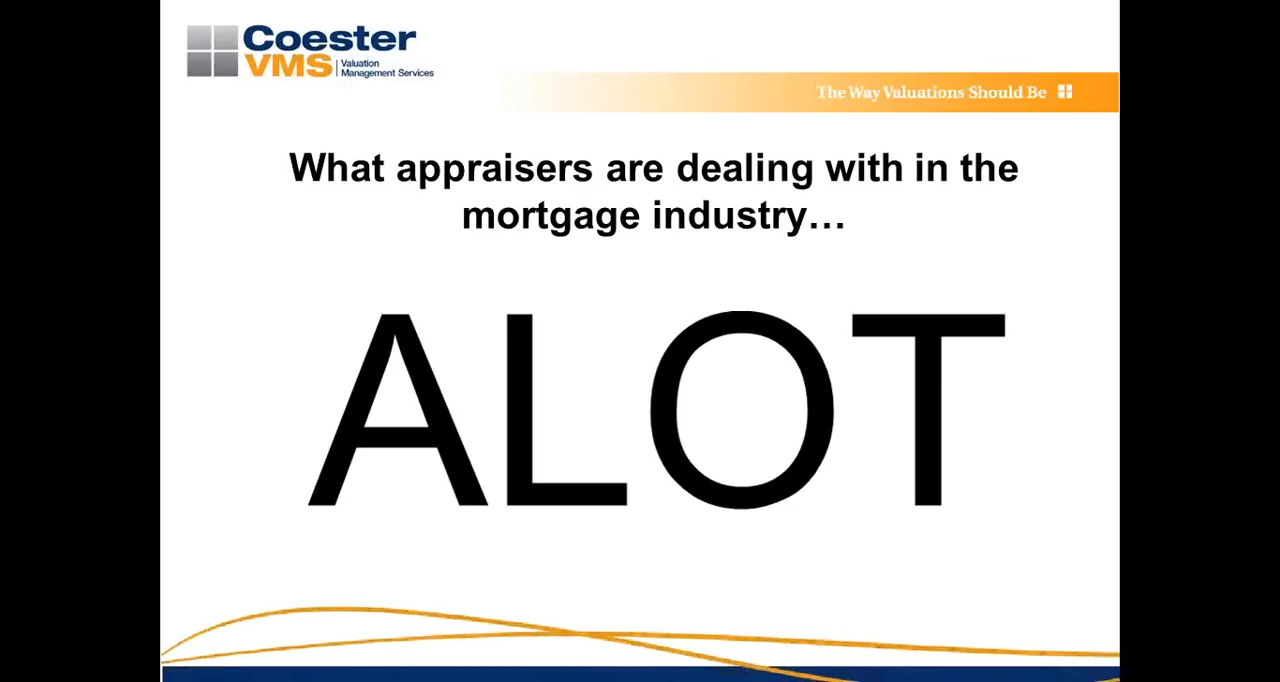 Coester
VMS
Valuation
Management Services
The Way Valuations Should Be
What appraisers are dealing with in the
mortgage industry…
ALOT